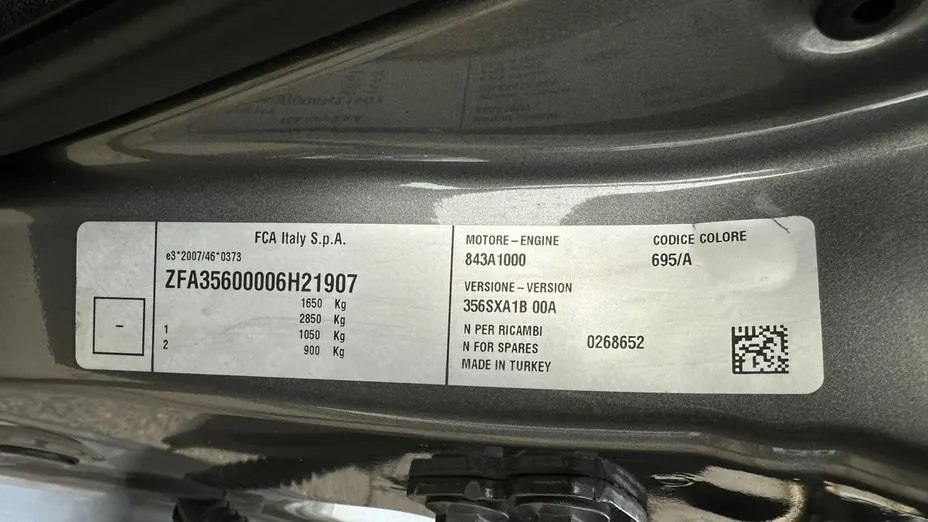 FCA Italy S.p.A.
e3*2007/46*0373
ZFA35600006H21907
1650 Kg
2850 Kg
1 1050 Kg
2 900 Kg
-
MOTORE - ENGINE
843A1000
CODICE COLORE
695/A
VERSIONE - VERSION
356SXA1B 00A
N PER RICAMBI
N FOR SPARES
0268652
MADE IN TURKEY